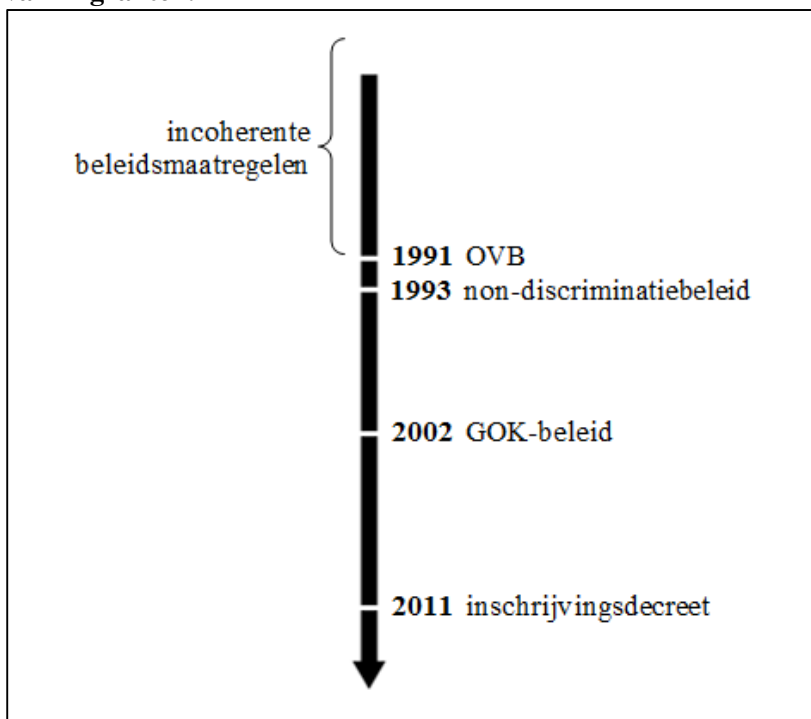 incoherente
beleidsmaatregelen
1991 OVB
1993 non-discriminatiebeleid
2002 GOK-beleid
2011 inschrijvingsdecreet